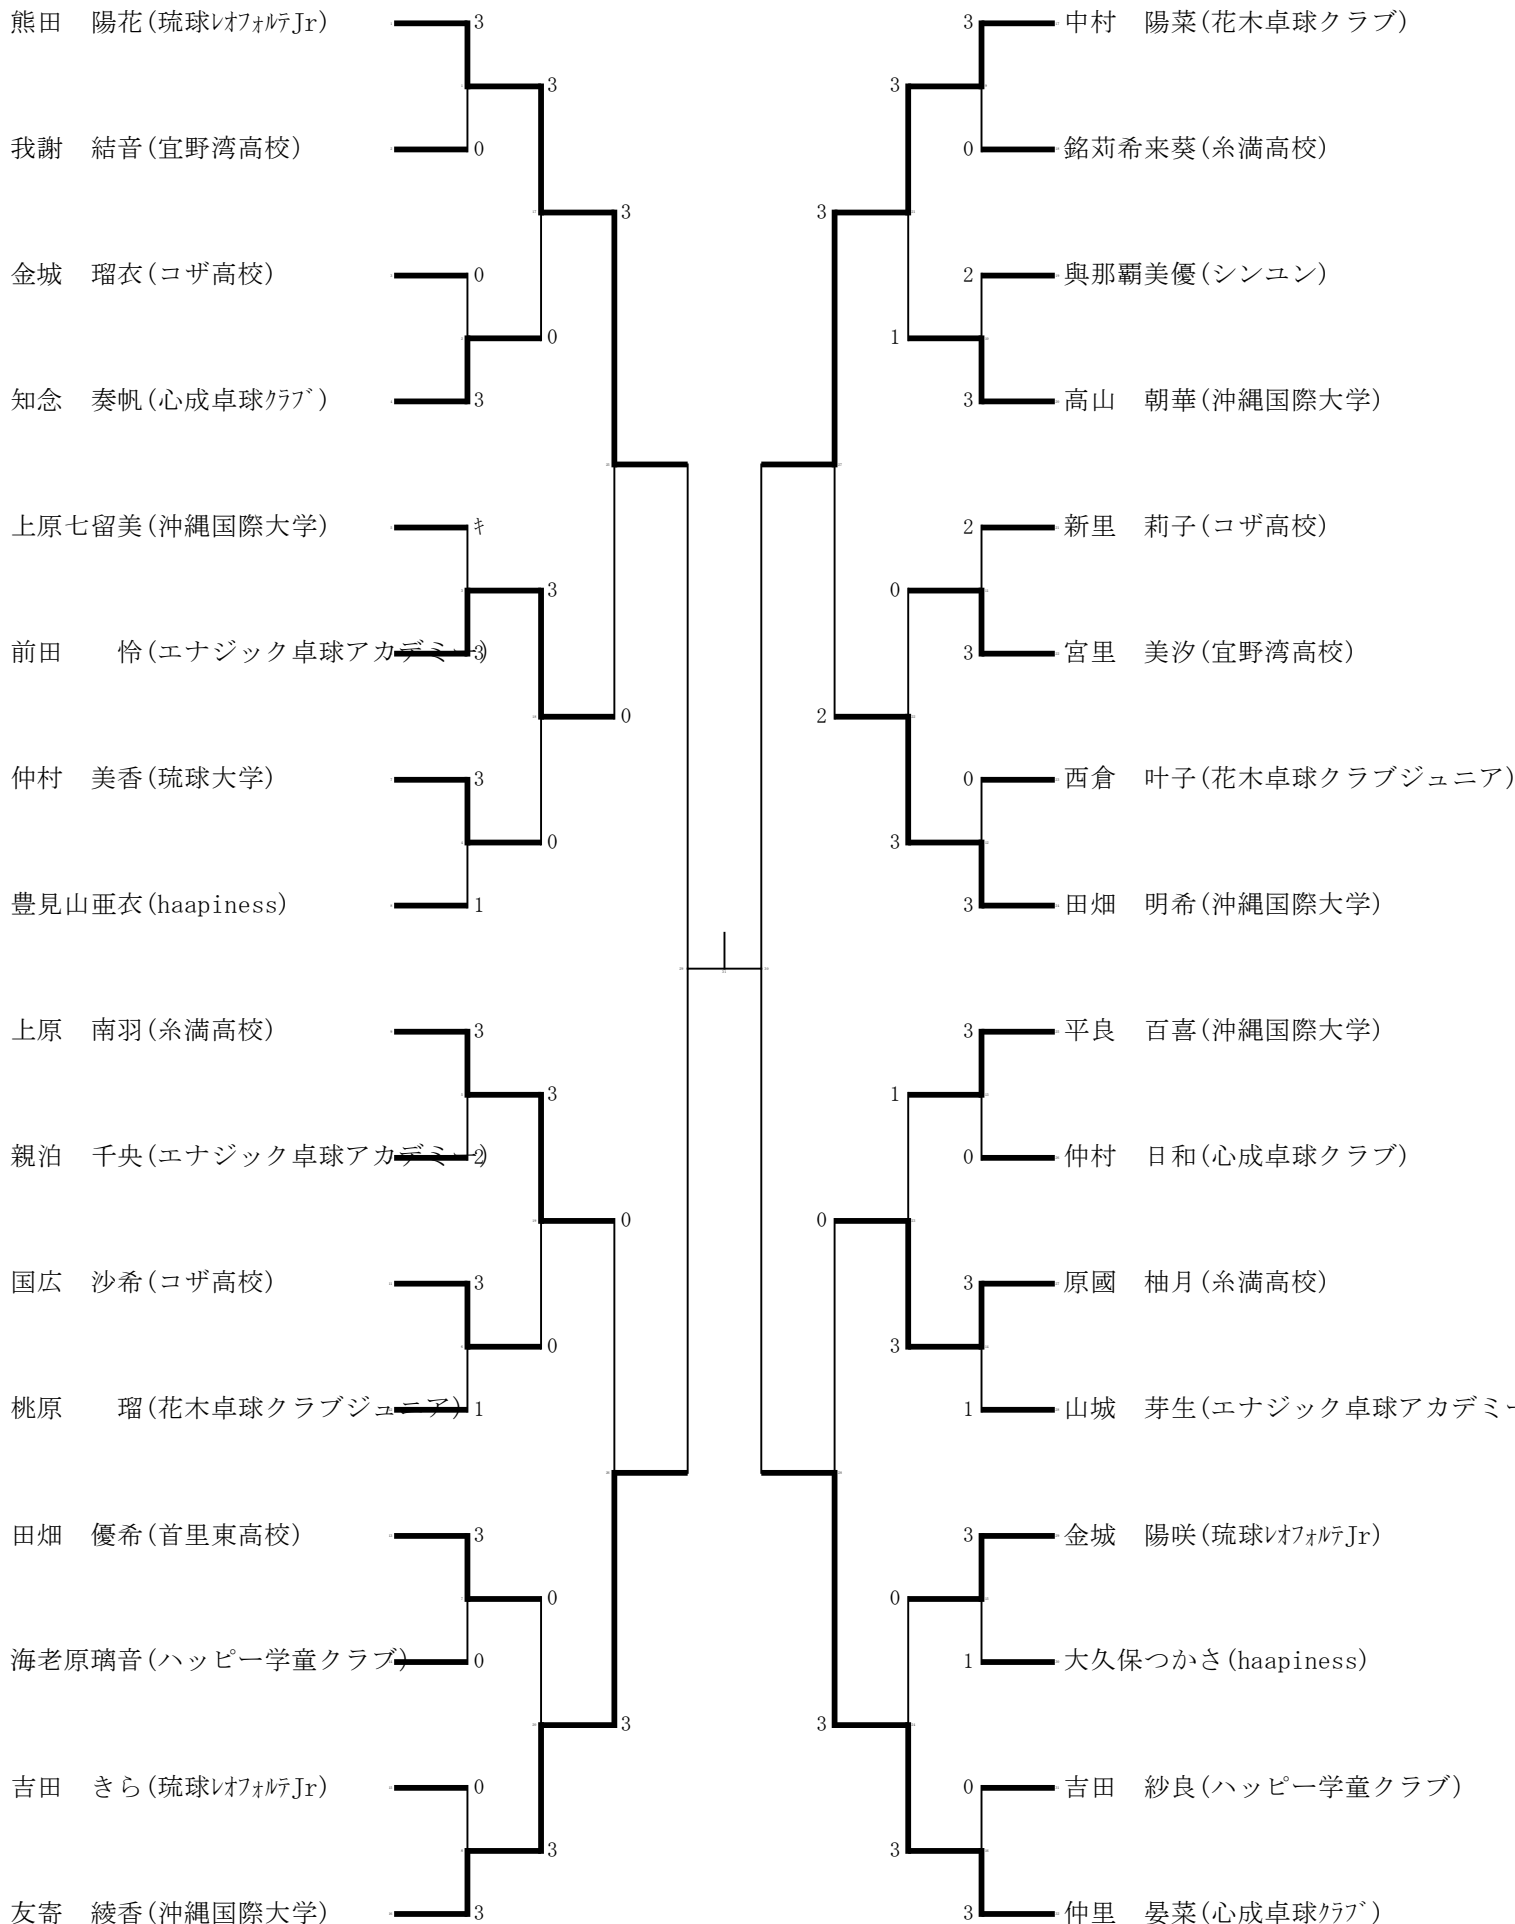 熊田　陽花(琉球ﾚｵﾌｫﾙﾃJr)
3
3
我謝　結音(宜野湾高校)
0
3
金城　瑠衣(コザ高校)
0
0
知念　奏帆(心成卓球ｸﾗﾌﾞ)
3
上原七留美(沖縄国際大学)
ｷ
3
前田　　怜(エナジック卓球アカデミー)
3
0
仲村　美香(琉球大学)
3
0
豊見山亜衣(haapiness)
1
上原　南羽(糸満高校)
3
3
親泊　千央(エナジック卓球アカデミー)
2
0
国広　沙希(コザ高校)
3
0
桃原　　瑠(花木卓球クラブジュニア)
1
田畑　優希(首里東高校)
3
0
海老原璃音(ハッピー学童クラブ)
0
3
吉田　きら(琉球ﾚｵﾌｫﾙﾃJr)
0
3
友寄　綾香(沖縄国際大学)
3
3
中村　陽菜(花木卓球クラブ)
3
0
銘苅希来葵(糸満高校)
3
2
與那覇美優(シンユン)
1
3
高山　朝華(沖縄国際大学)
2
新里　莉子(コザ高校)
0
3
宮里　美汐(宜野湾高校)
2
0
西倉　叶子(花木卓球クラブジュニア)
3
3
田畑　明希(沖縄国際大学)
3
平良　百喜(沖縄国際大学)
1
0
仲村　日和(心成卓球クラブ)
0
3
原國　柚月(糸満高校)
3
1
山城　芽生(エナジック卓球アカデミー
3
金城　陽咲(琉球ﾚｵﾌｫﾙﾃJr)
0
1
大久保つかさ(haapiness)
3
0
吉田　紗良(ハッピー学童クラブ)
3
3
仲里　晏菜(心成卓球ｸﾗﾌﾞ)